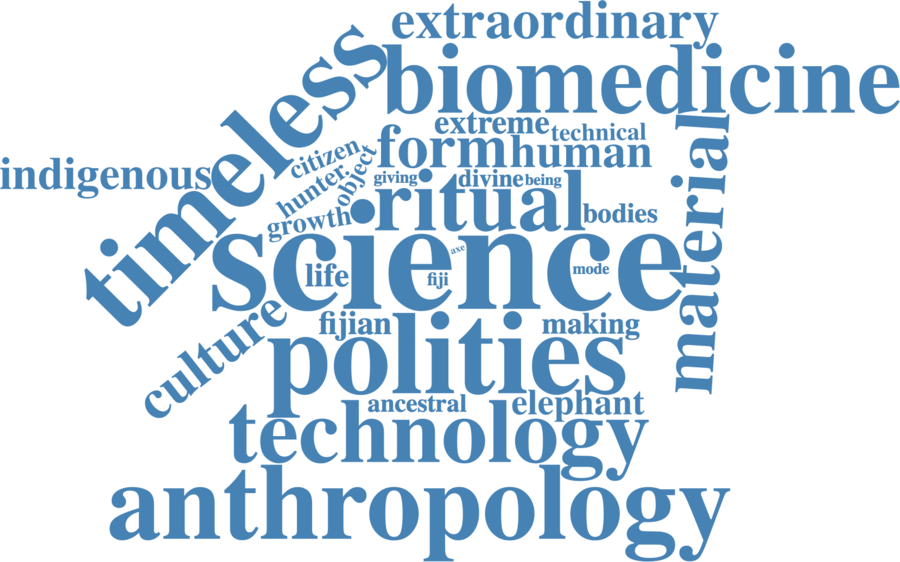 extraordinary
timeless
biomedicine
extreme
technical
citizen
form
human
indigenous
hunter.
object
giving
divine
being
material
growth
ritual
bodies
science
life
fiji
axe
mode
culture
fijian
making
polities
ancestral
elephant
technology
anthropology